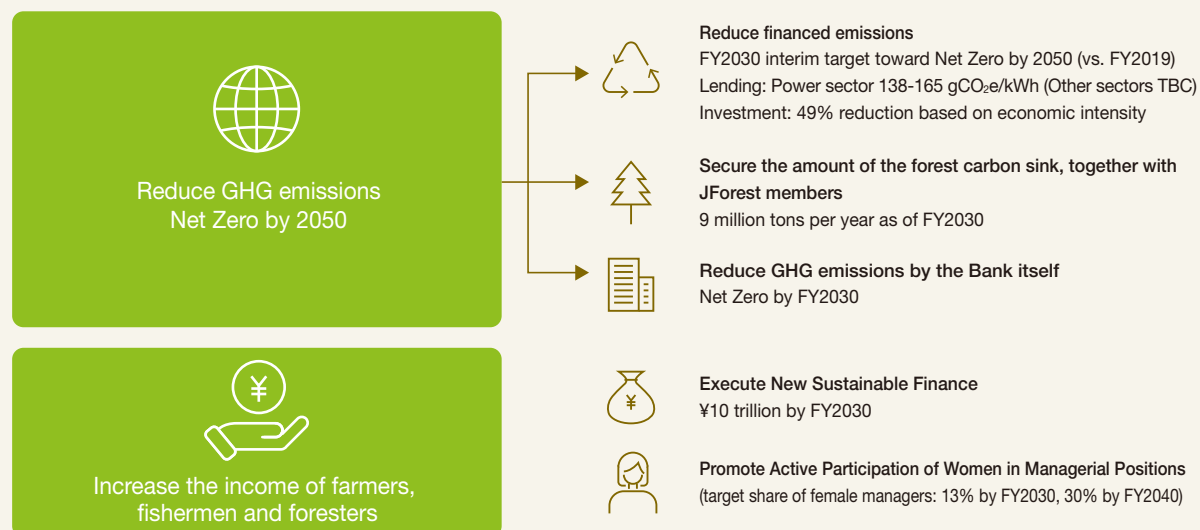 Reduce GHG emissions
Net Zero by 2050
Reduce financed emissions
FY2030 interim target toward Net Zero by 2050 (vs. FY2019)
Lending: Power sector 138-165 gCO₂e/kWh (Other sectors TBC)
Investment: 49% reduction based on economic intensity
Secure the amount of the forest carbon sink, together with
JForest members
9 million tons per year as of FY2030
Reduce GHG emissions by the Bank itself
Net Zero by FY2030
¥
Increase the income of farmers,
fishermen and foresters
¥
Execute New Sustainable Finance
¥10 trillion by FY2030
Promote Active Participation of Women in Managerial Positions
(target share of female managers: 13% by FY2030, 30% by FY2040)